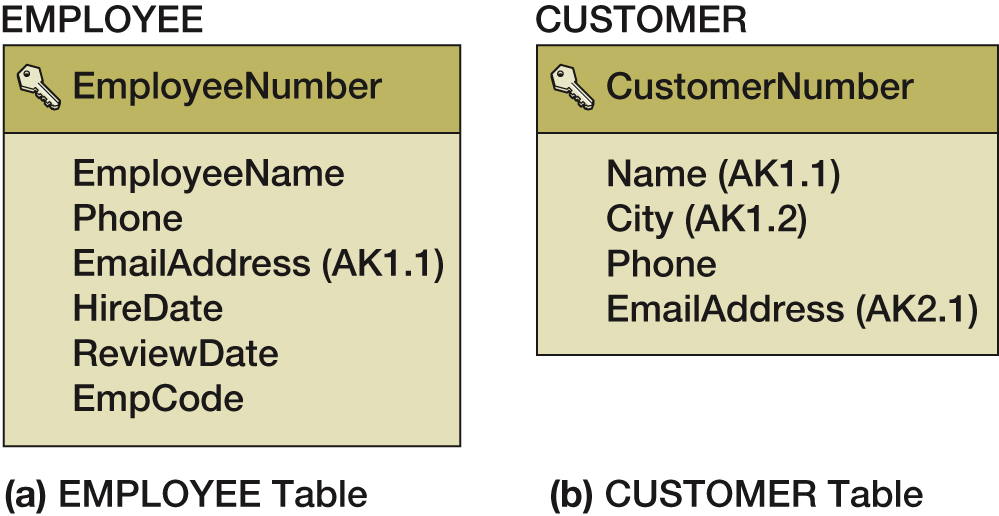 EMPLOYEE
EmployeeNumber
EmployeeName
Phone
EmailAddress (AK1.1)
HireDate
ReviewDate
EmpCode
(a) EMPLOYEE Table
CUSTOMER
CustomerNumber
Name (AK1.1)
City (AK1.2)
Phone
EmailAddress (AK2.1)
(b) CUSTOMER Table